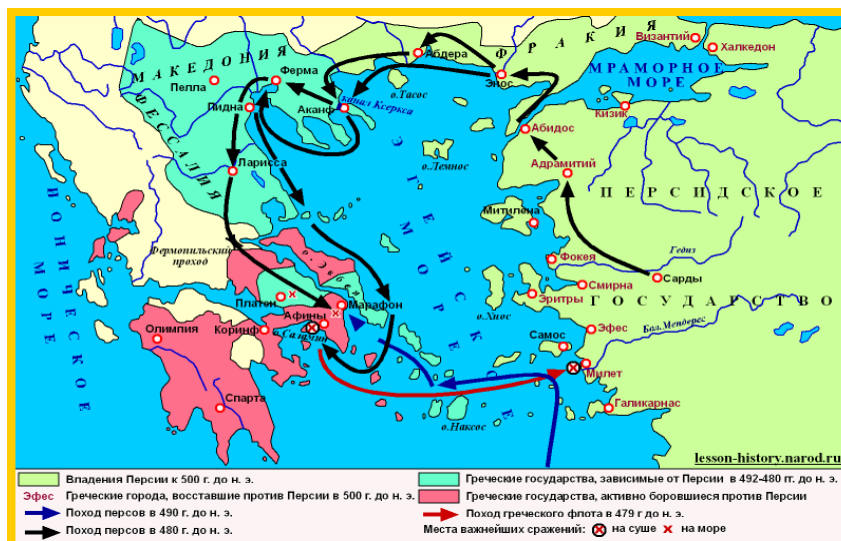 МАКЕДОНИЯ
ФРАКИЯ
Византий
Халкедон
Абдера
Ферма
Пелла
Энос
МРАМОРНОЕ
МОРЕ
о.Тасос
канал Ксеркса
Пидна
Аканф
Кизик
ФЕССАЛИЯ
Абидос
ЭГЕЙСКОЕ
МОРЕ
о.Лемнос
Ларисса
Адрамитий
ПЕРСИДСКОЕ
ИОНИЧЕСКОЕ
МОРЕ
Митилена
Фермопильский
проход
о. Эвбея
Фокея
Гедиз
Сарды
Смирна
Эритры
ГОСУДАРСТВО
Платеи
Марафон
о.Хиос
Афины
о.Саламин
Олимпия
Коринф
Самос
Эфес
Бол.Мендерес
Милет
Спарта
о.Наксос
Галикарнас
lesson-history.narod.ru
Владения Персии к 500 г. до н. э.
Греческие государства, зависимые от Персии в 492-480 гг. до н. э.
Эфес Греческие города, восставшие против Персии в 500 г. до н. э.
Греческие государства, активно боровшиеся против Персии
Поход персов в 490 г. до н. э.
Поход греческого флота в 479 г до н. э.
Поход персов в 480 г. до н. э.
Места важнейших сражений: на суше на море